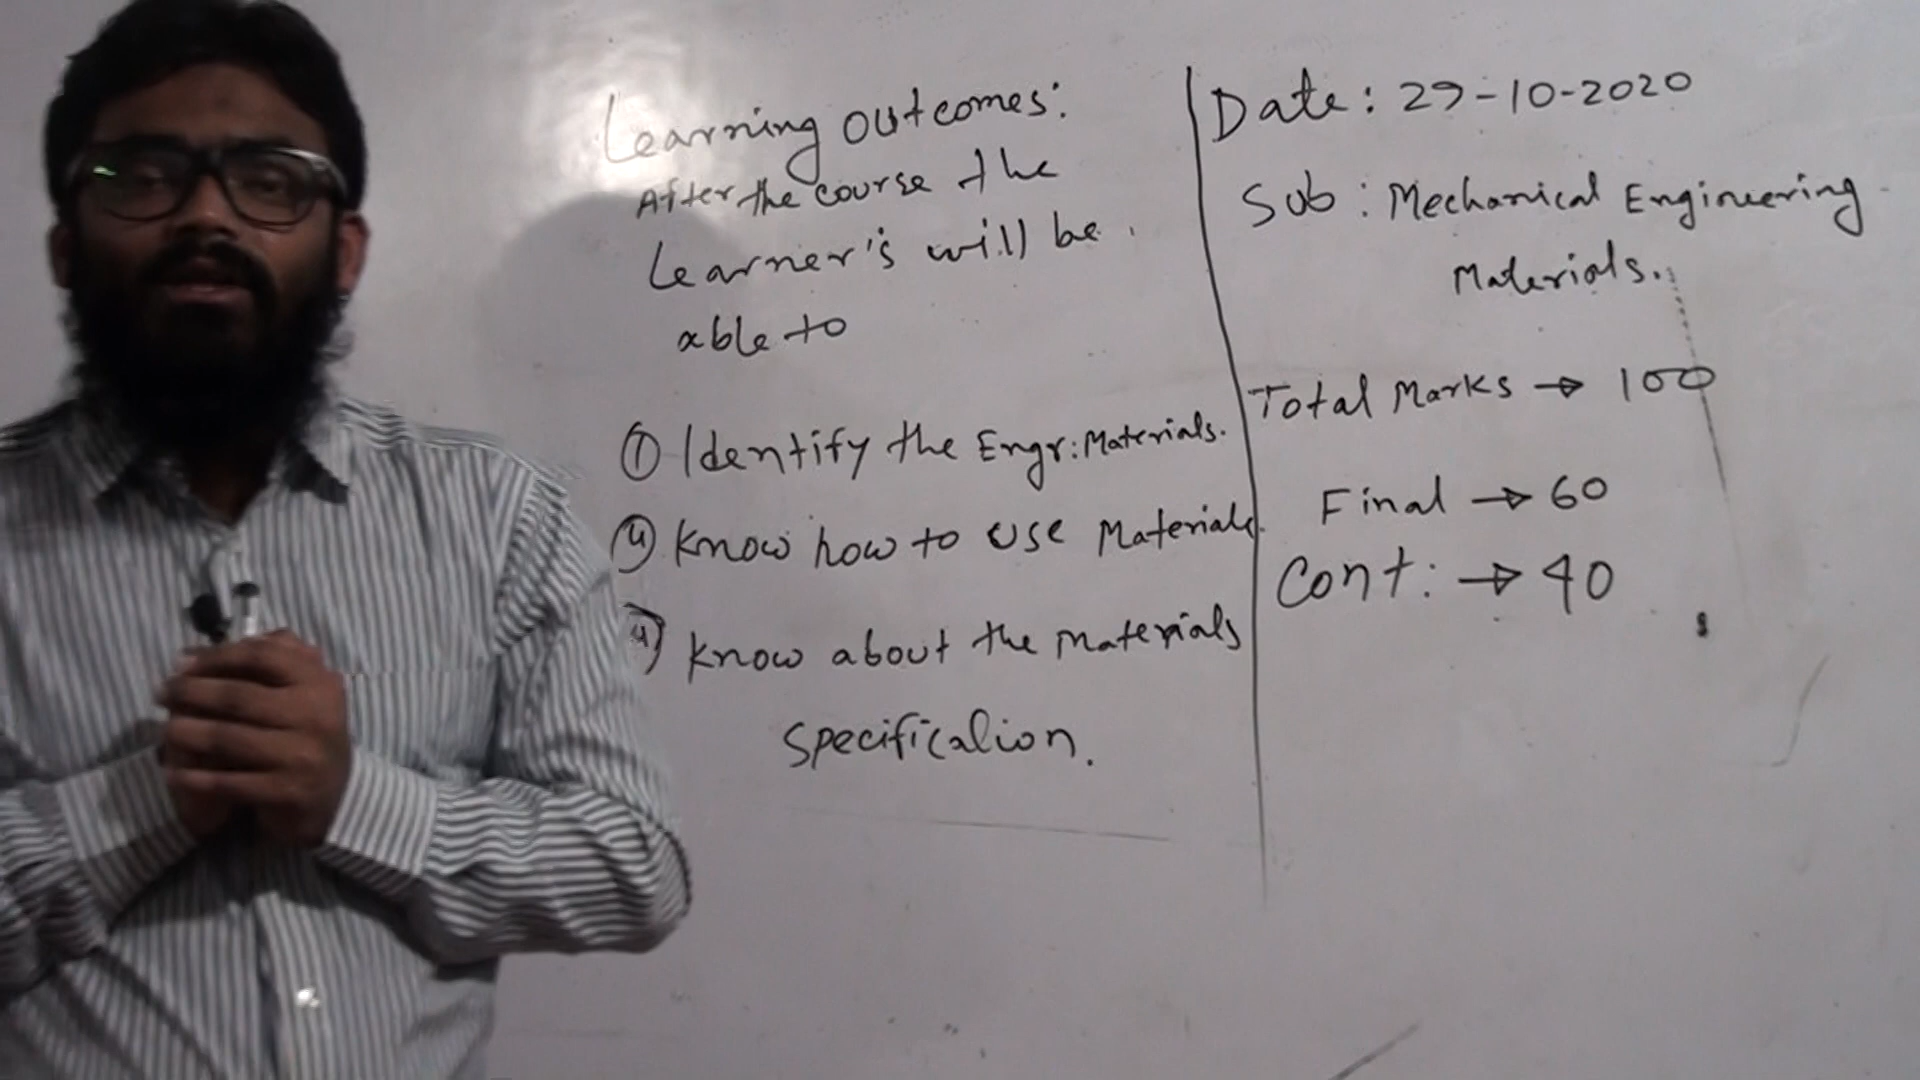 Learning outcomes:
After the course the
Learner's will be
able to
① Identify the Engr: Materials.
② Know how to use Materials.
know about the Materials
Specification.
Date: 29-10-2020
Sub: Mechanical Engineering
Materials.
Total Marks → 100
Final → 60
Cont: → 40